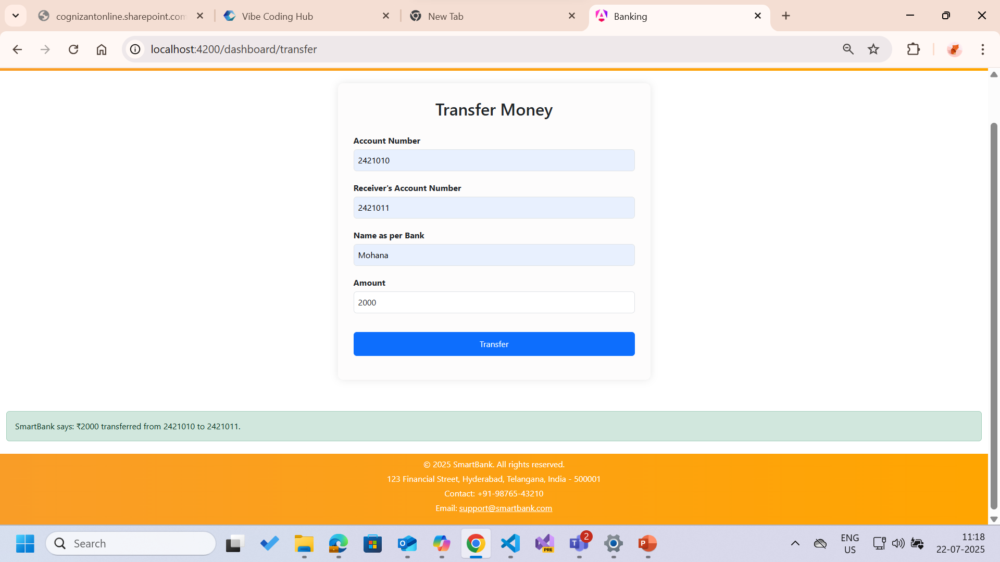 cognizantonline.sharepoint.com
Vibe Coding Hub
New Tab
Banking
localhost:4200/dashboard/transfer
Transfer Money
Account Number
2421010
Receiver's Account Number
2421011
Name as per Bank
Mohana
Amount
2000
Transfer
SmartBank says: ₹2000 transferred from 2421010 to 2421011.
© 2025 SmartBank. All rights reserved.
123 Financial Street, Hyderabad, Telangana, India - 500001
Contact: +91-98765-43210
Email: support@smartbank.com
Search
PRE
2
ENG
US
11:18
22-07-2025